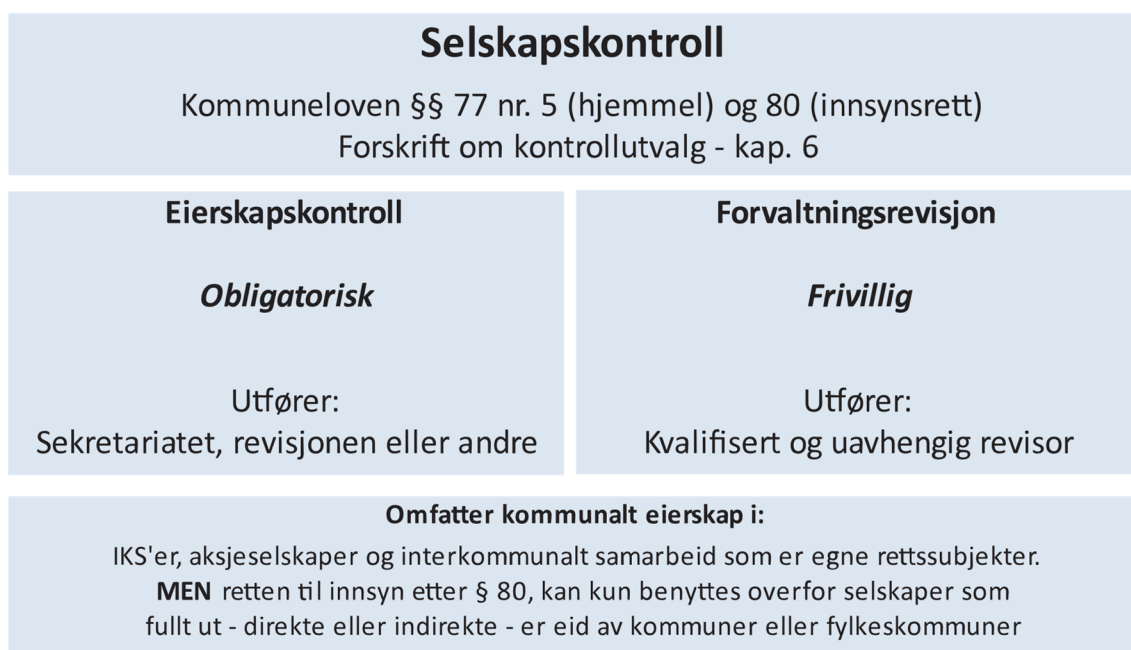 Selskapskontroll
Kommuneloven §§ 77 nr. 5 (hjemmel) og 80 (innsynsrett)
Forskrift om kontrollutvalg - kap. 6
Eierskapskontroll
Obligatorisk
Utfører:
Sekretariatet, revisjonen eller andre
Forvaltningsrevisjon
Frivillig
Utfører:
Kvalifisert og uavhengig revisor
Omfatter kommunalt eierskap i:
IKS'er, aksjeselskaper og interkommunalt samarbeid som er egne rettssubjekter.
MEN retten til innsyn etter § 80, kan kun benyttes overfor selskaper som
fullt ut - direkte eller indirekte - er eid av kommuner eller fylkeskommuner